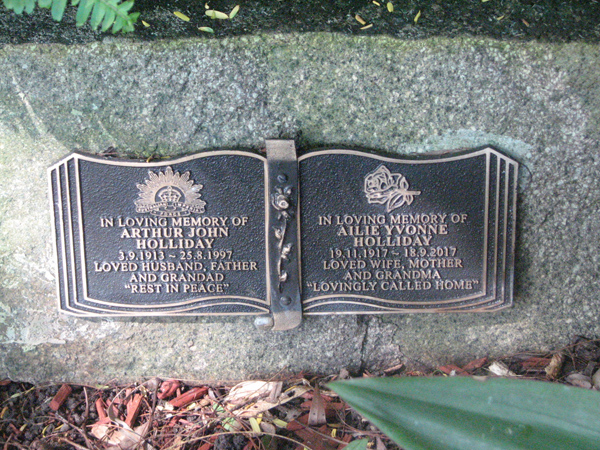 IN LOVING MEMORY OF
ARTHUR JOHN
HOLLIDAY
3.9.1913 ~ 25.8.1997
LOVED HUSBAND, FATHER
AND GRANDAD
"REST IN PEACE"
IN LOVING MEMORY OF
AILIE YVONNE
HOLLIDAY
19.11.1917 ~ 18.9.2017
LOVED WIFE, MOTHER
AND GRANDMA
"LOVINGLY CALLED HOME"